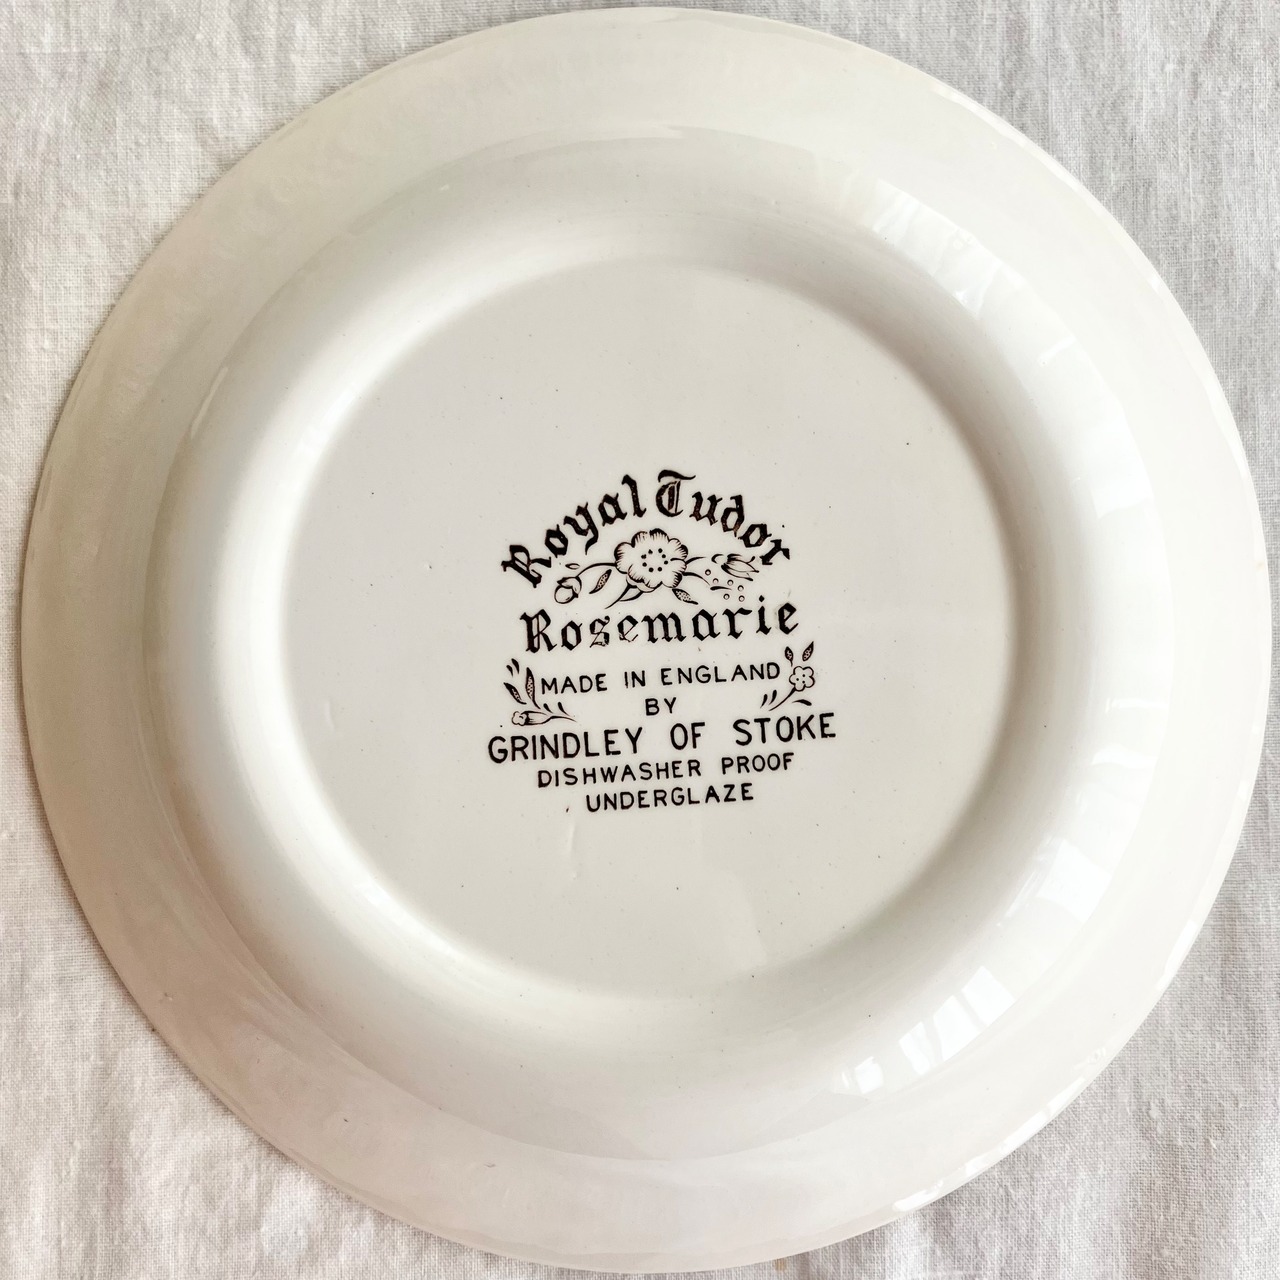 Royal Tudor
Rosemarie
MADE IN ENGLAND
BY
GRINDLEY OF STOKE
DISHWASHER PROOF
UNDERGLAZE